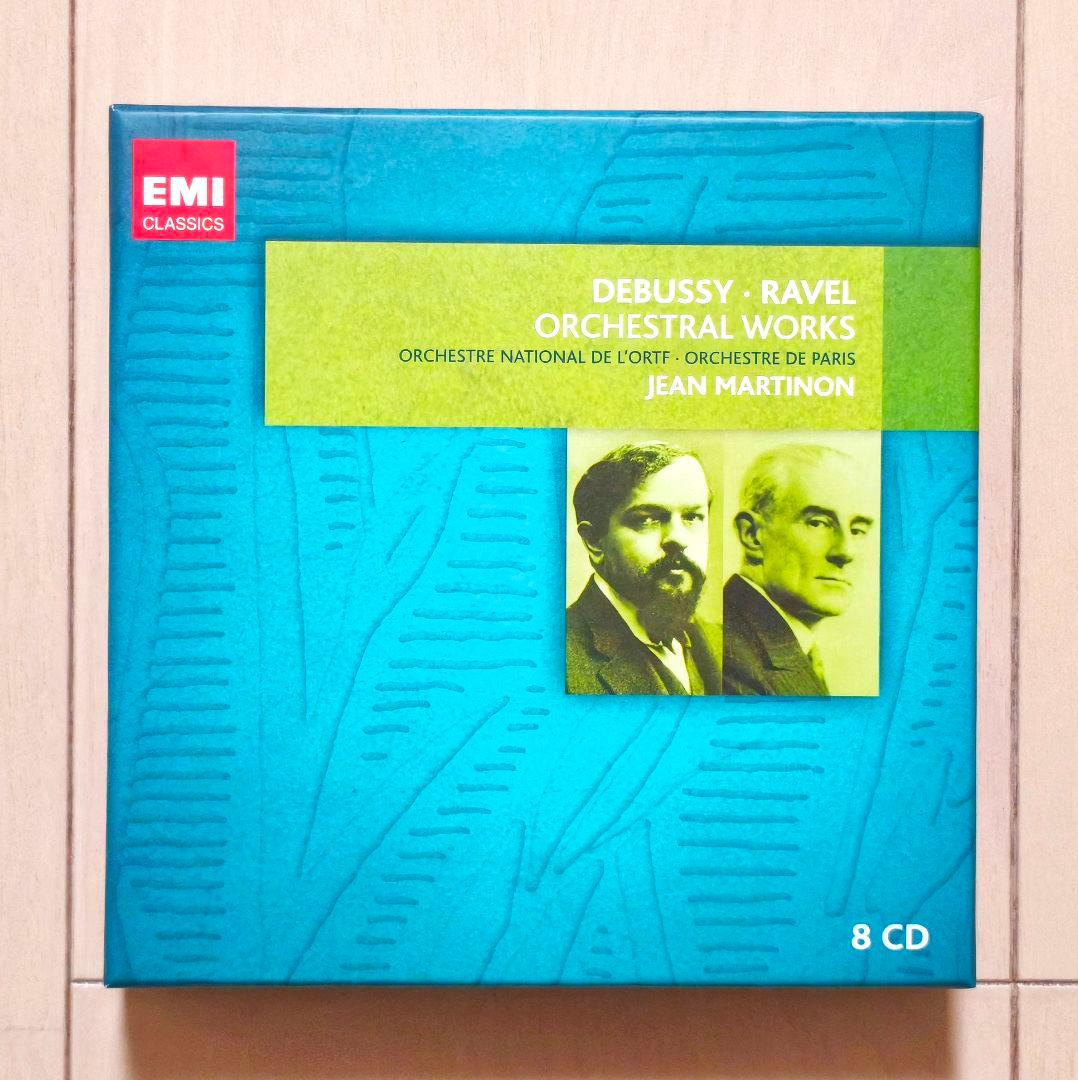 EMI
CLASSICS
DEBUSSY · RAVEL
ORCHESTRAL WORKS
ORCHESTRE NATIONAL DE L'ORTF · ORCHESTRE DE PARIS
JEAN MARTINON
8 CD